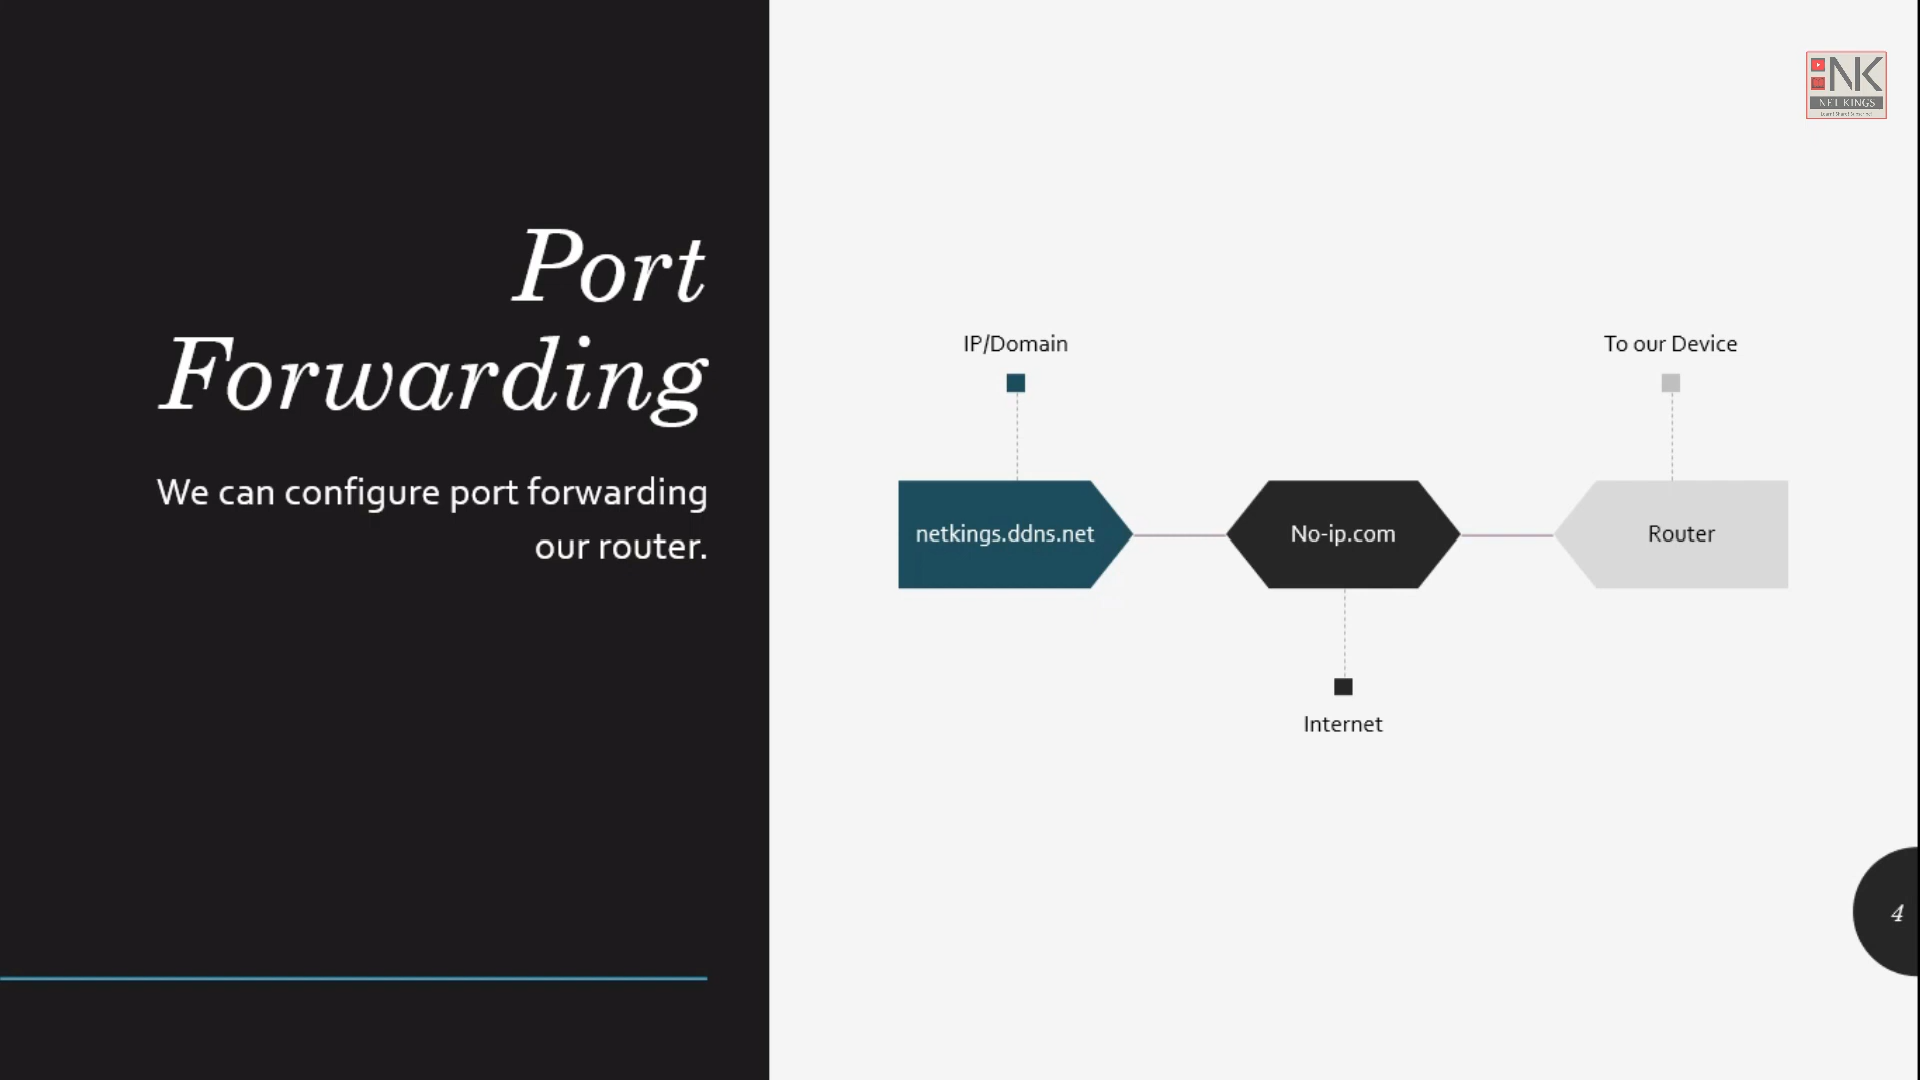 NK
NET KINGS
Port
Forwarding
We can configure port forwarding
our router.
IP/Domain
To our Device
netkings.ddns.net
No-ip.com
Router
Internet
4